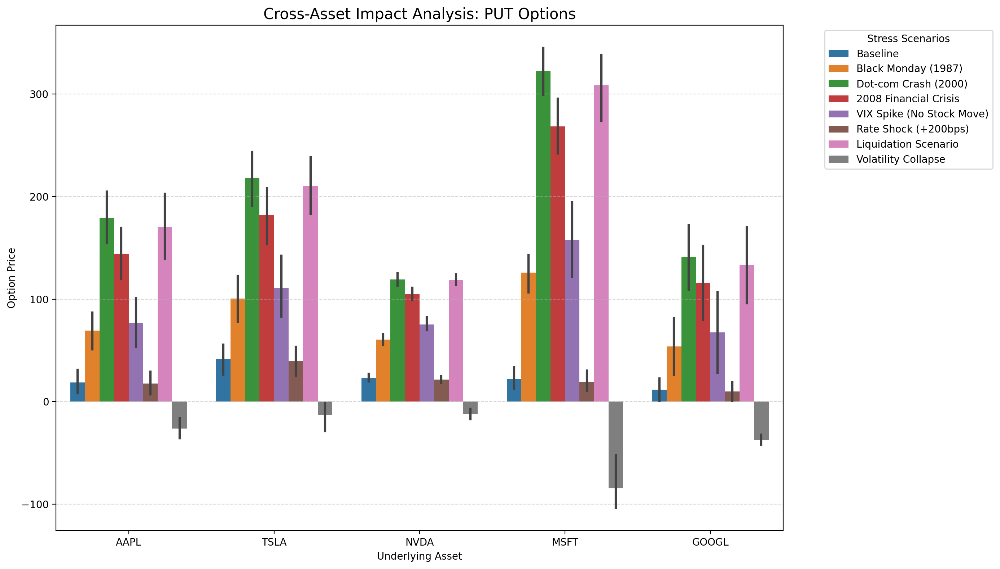 Cross-Asset Impact Analysis: PUT Options
Stress Scenarios
Baseline
Black Monday (1987)
Dot-com Crash (2000)
2008 Financial Crisis
VIX Spike (No Stock Move)
Rate Shock (+200bps)
Liquidation Scenario
Volatility Collapse
Option Price
300
200
100
0
−100
AAPL
TSLA
NVDA
MSFT
GOOGL
Underlying Asset